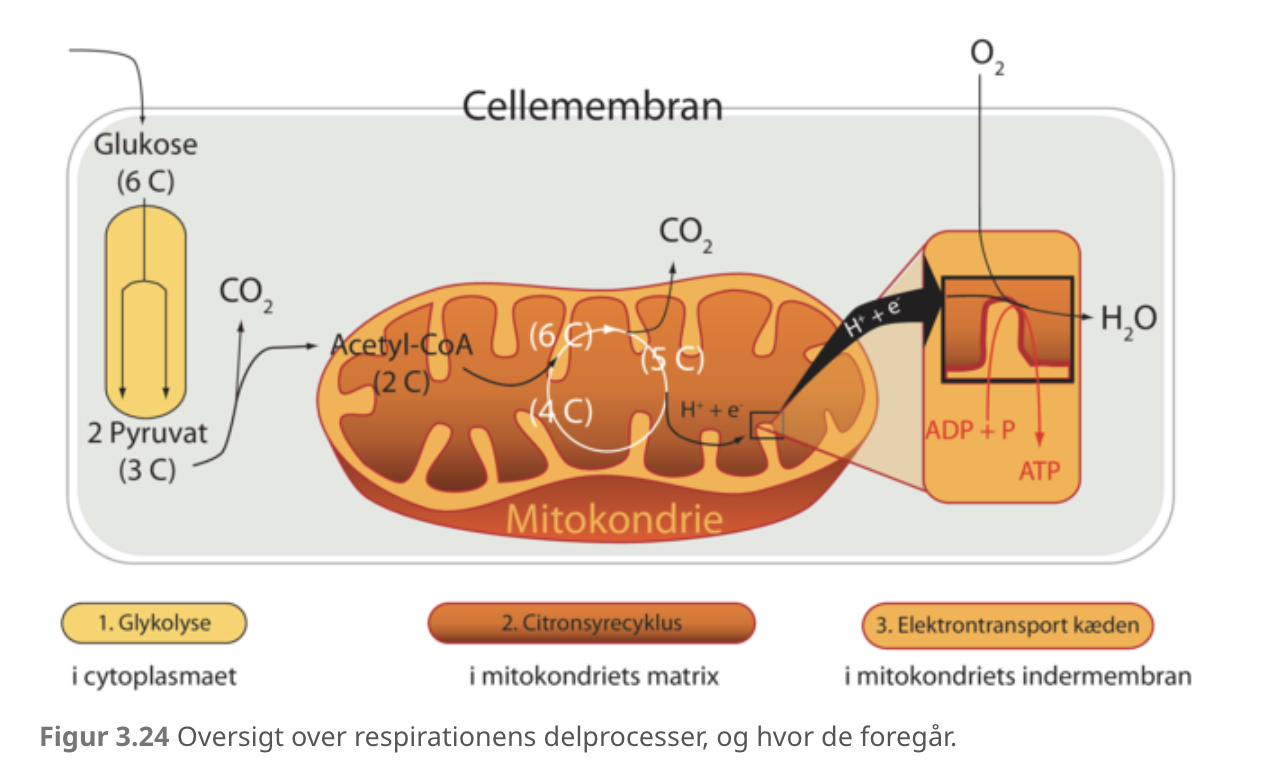 O₂
Cellemembran
Glukose
(6 C)
CO₂
CO₂
Acetyl-CoA
(2 C)
(6 C)
(5 C)
(4 C)
H⁺ + e⁻
H⁺ + e⁻
H₂O
2 Pyruvat
(3 C)
ADP + P
ATP
Mitokondrie
1. Glykolyse
i cytoplasmaet
2. Citronsyrecyklus
i mitokondriets matrix
3. Elektrontransport kæden
i mitokondriets indermembran
Figur 3.24 Oversigt over respirationens delprocesser, og hvor de foregår.